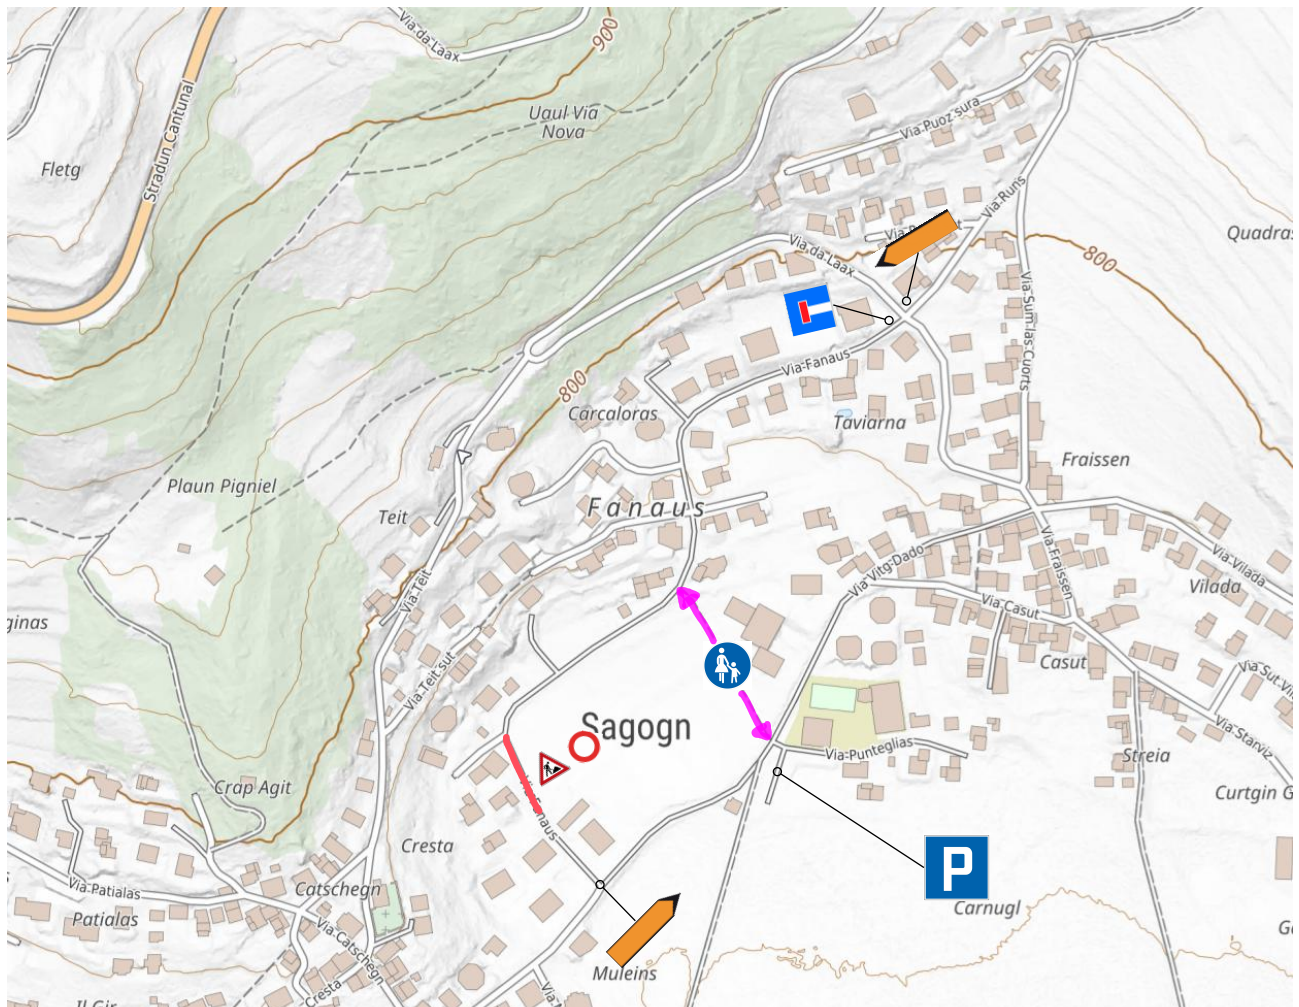 Via da Laax
900
Uaul Via
Nova
Fletg
Stradun Cantunal
Via Puoz sura
Via Runs
Quadras
800
Via da Laax
Via Sum las Cuorts
Via Fanaus
800
Carcaloras
Taviarna
Fraissen
Plaun Pigniel
Fanaus
Teit
Via Vitg Dado
Via Fraissen
Via Vilada
Vilada
Via Teit
Via Casut
ginas
Via Teit sut
Casut
Via Sut Vil
Sagogn
Via Punteglias
Via Starviz
Streia
Crap Agit
Curtgin G
Cresta
Via Fanaus
P
Catschegn
Via Patialas
Patialas
Via Catschegn
Carnugl
Muleins
Cresta
Via
Il Gir